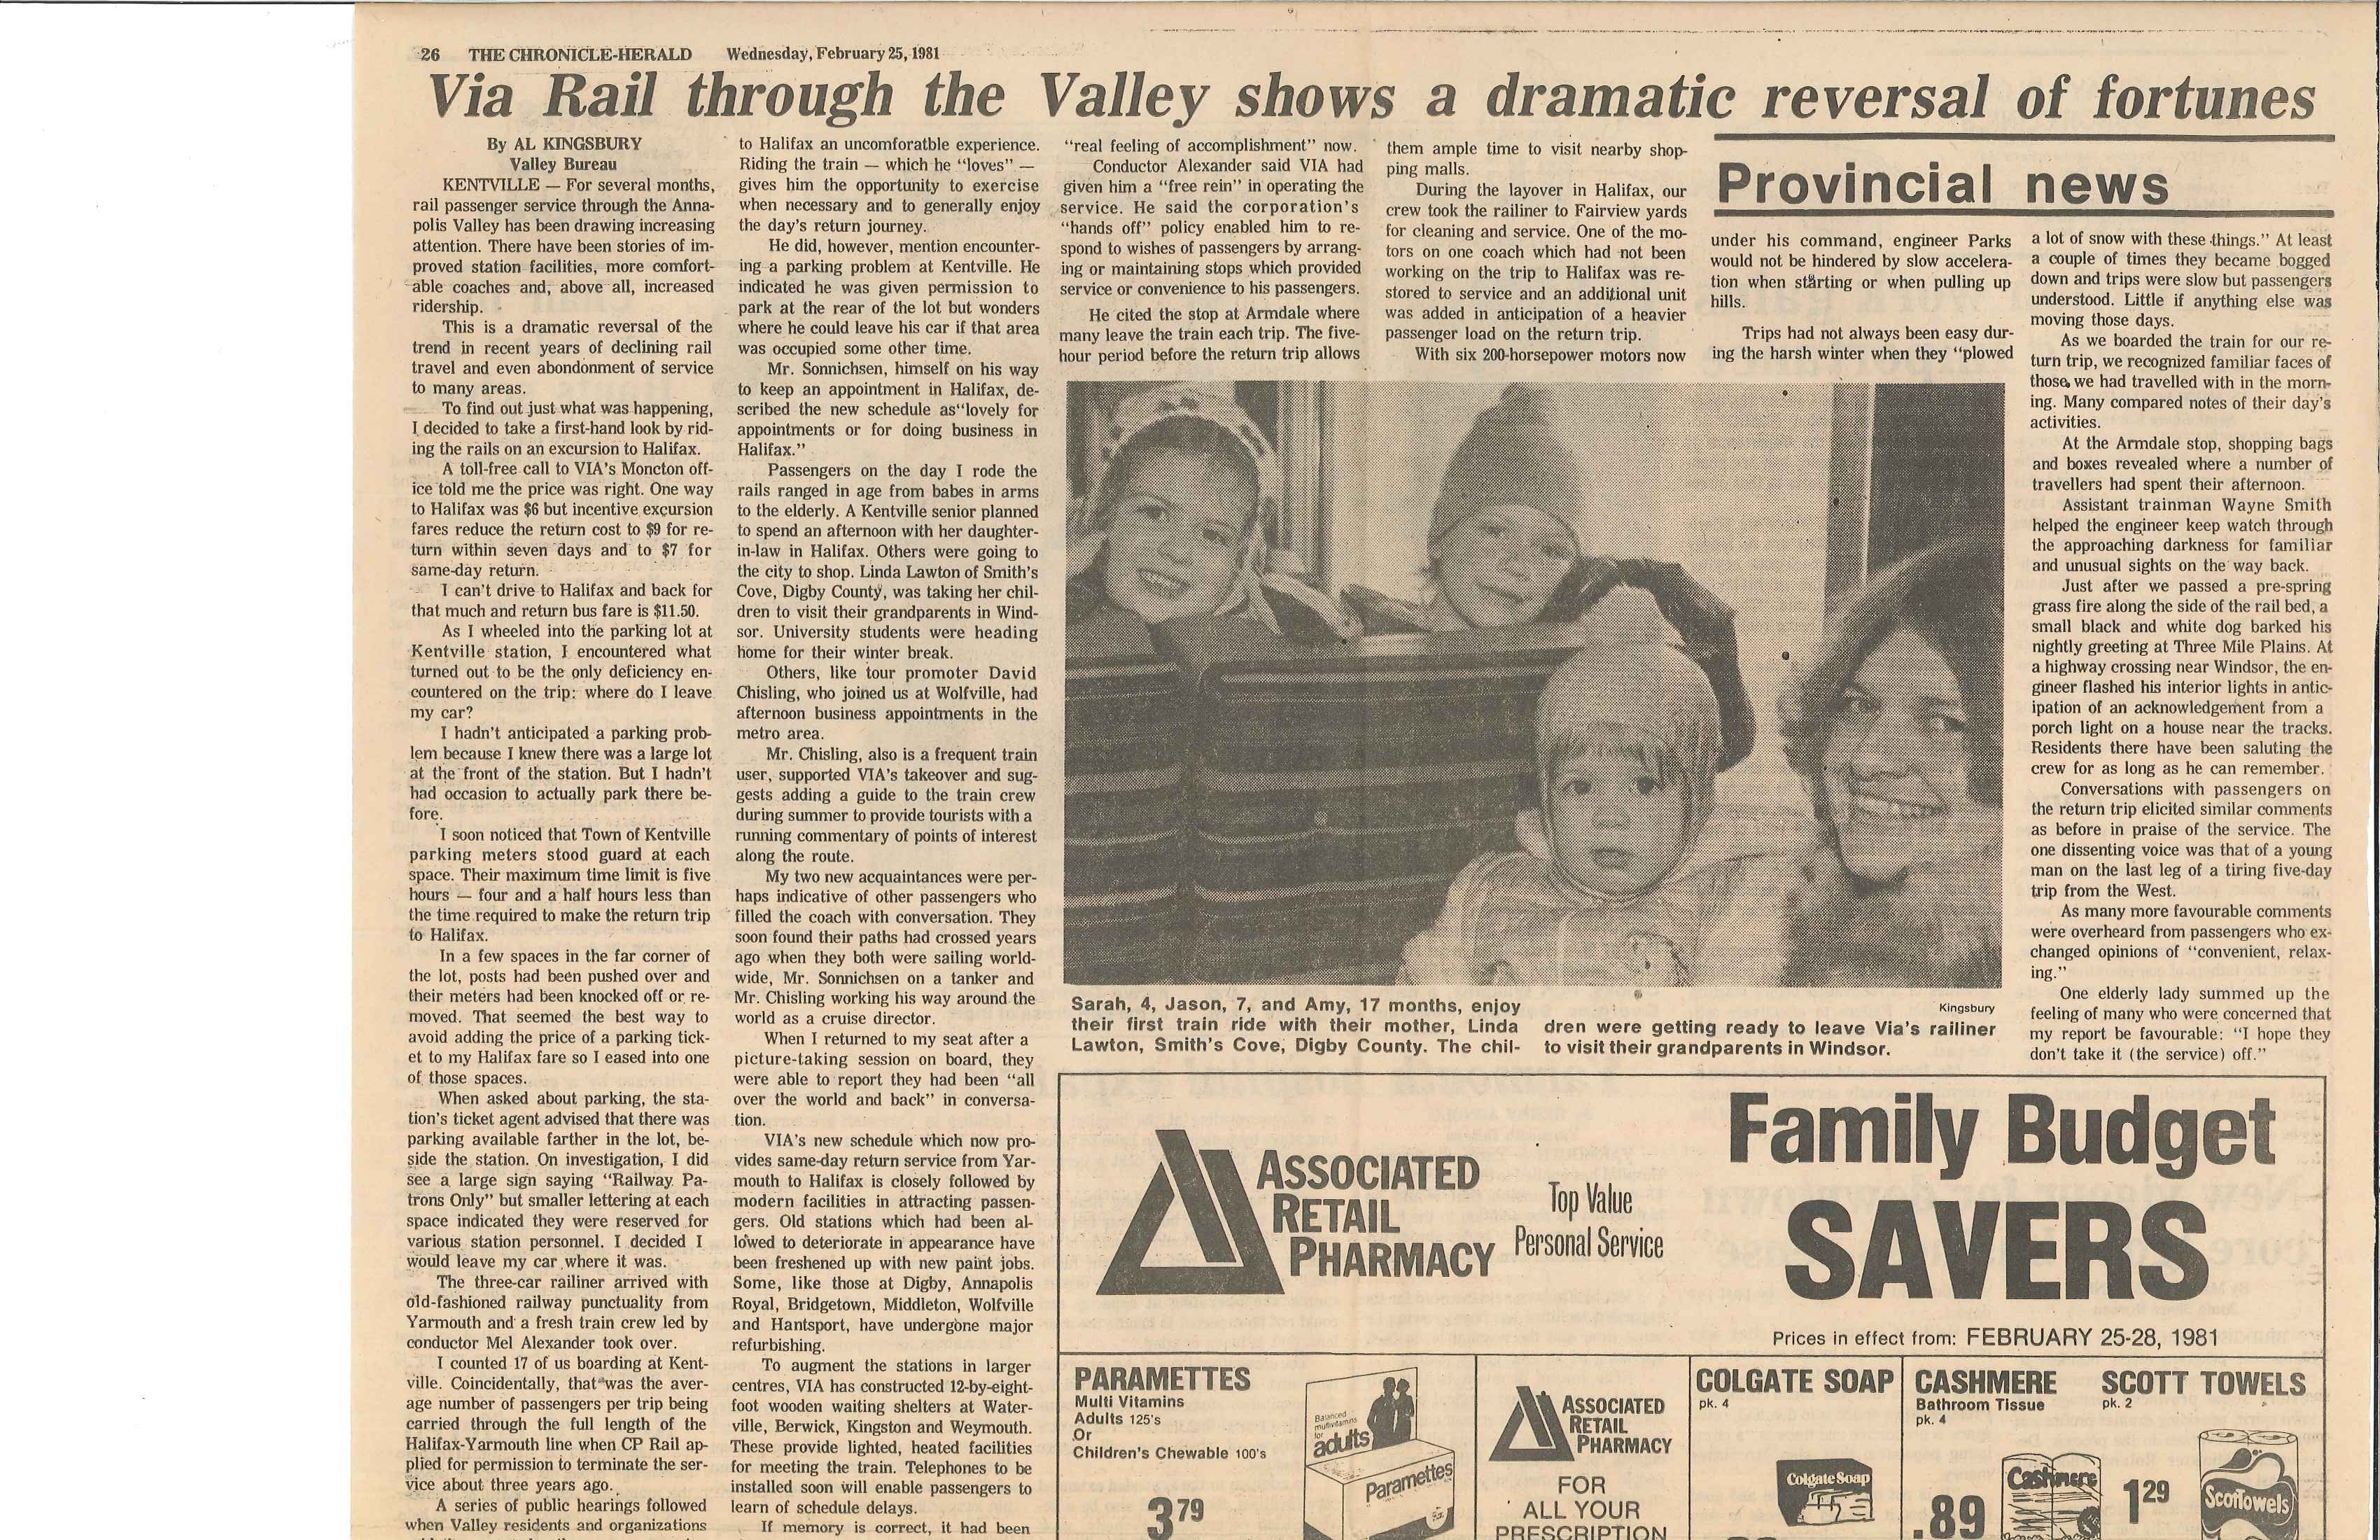 26 THE CHRONICLE-HERALD Wednesday, February 25, 1981
Via Rail through the Valley shows a dramatic reversal of fortunes
By AL KINGSBURY
Valley Bureau
KENTVILLE — For several months,
rail passenger service through the Anna-
polis Valley has been drawing increasing
attention. There have been stories of im-
proved station facilities, more comfort-
able coaches and, above all, increased
ridership.
This is a dramatic reversal of the
trend in recent years of declining rail
travel and even abondonment of service
to many areas.
To find out just what was happening,
I decided to take a first-hand look by rid-
ing the rails on an excursion to Halifax.
A toll-free call to VIA's Moncton off-
ice told me the price was right. One way
to Halifax was $6 but incentive excursion
fares reduce the return cost to $9 for re-
turn within seven days and to $7 for
same-day return.
I can't drive to Halifax and back for
that much and return bus fare is $11.50.
As I wheeled into the parking lot at
Kentville station, I encountered what
turned out to be the only deficiency en-
countered on the trip: where do I leave
my car?
I hadn't anticipated a parking prob-
lem because I knew there was a large lot
at the front of the station. But I hadn't
had occasion to actually park there be-
fore.
I soon noticed that Town of Kentville
parking meters stood guard at each
space. Their maximum time limit is five
hours — four and a half hours less than
the time required to make the return trip
to Halifax.
In a few spaces in the far corner of
the lot, posts had been pushed over and
their meters had been knocked off or re-
moved. That seemed the best way to
avoid adding the price of a parking tick-
et to my Halifax fare so I eased into one
of those spaces.
When asked about parking, the sta-
tion's ticket agent advised that there was
parking available farther in the lot, be-
side the station. On investigation, I did
see a large sign saying "Railway Pa-
trons Only" but smaller lettering at each
space indicated they were reserved for
various station personnel. I decided I
would leave my car where it was.
The three-car railiner arrived with
old-fashioned railway punctuality from
Yarmouth and a fresh train crew led by
conductor Mel Alexander took over.
I counted 17 of us boarding at Kent-
ville. Coincidentally, that was the aver-
age number of passengers per trip being
carried through the full length of the
Halifax-Yarmouth line when CP Rail ap-
plied for permission to terminate the ser-
vice about three years ago.
A series of public hearings followed
when Valley residents and organizations
to Halifax an uncomforatble experience.
Riding the train — which he "loves" —
gives him the opportunity to exercise
when necessary and to generally enjoy
the day's return journey.
He did, however, mention encounter-
ing a parking problem at Kentville. He
indicated he was given permission to
park at the rear of the lot but wonders
where he could leave his car if that area
was occupied some other time.
Mr. Sonnichsen, himself on his way
to keep an appointment in Halifax, de-
scribed the new schedule as"lovely for
appointments or for doing business in
Halifax."
Passengers on the day I rode the
rails ranged in age from babes in arms
to the elderly. A Kentville senior planned
to spend an afternoon with her daughter-
in-law in Halifax. Others were going to
the city to shop. Linda Lawton of Smith's
Cove, Digby County, was taking her chil-
dren to visit their grandparents in Wind-
sor. University students were heading
home for their winter break.
Others, like tour promoter David
Chisling, who joined us at Wolfville, had
afternoon business appointments in the
metro area.
Mr. Chisling, also is a frequent train
user, supported VIA's takeover and sug-
gests adding a guide to the train crew
during summer to provide tourists with a
running commentary of points of interest
along the route.
My two new acquaintances were per-
haps indicative of other passengers who
filled the coach with conversation. They
soon found their paths had crossed years
ago when they both were sailing world-
wide, Mr. Sonnichsen on a tanker and
Mr. Chisling working his way around the
world as a cruise director.
When I returned to my seat after a
picture-taking session on board, they
were able to report they had been "all
over the world and back" in conversa-
tion.
VIA's new schedule which now pro-
vides same-day return service from Yar-
mouth to Halifax is closely followed by
modern facilities in attracting passen-
gers. Old stations which had been al-
lowed to deteriorate in appearance have
been freshened up with new paint jobs.
Some, like those at Digby, Annapolis
Royal, Bridgetown, Middleton, Wolfville
and Hantsport, have undergone major
refurbishing.
To augment the stations in larger
centres, VIA has constructed 12-by-eight-
foot wooden waiting shelters at Water-
ville, Berwick, Kingston and Weymouth.
These provide lighted, heated facilities
for meeting the train. Telephones to be
installed soon will enable passengers to
learn of schedule delays.
If memory is correct, it had been
"real feeling of accomplishment" now.
Conductor Alexander said VIA had
given him a "free rein" in operating the
service. He said the corporation's
"hands off" policy enabled him to re-
spond to wishes of passengers by arrang-
ing or maintaining stops which provided
service or convenience to his passengers.
He cited the stop at Armdale where
many leave the train each trip. The five-
hour period before the return trip allows
them ample time to visit nearby shop-
ping malls.
During the layover in Halifax, our
crew took the railiner to Fairview yards
for cleaning and service. One of the mo-
tors on one coach which had not been
working on the trip to Halifax was re-
stored to service and an additional unit
was added in anticipation of a heavier
passenger load on the return trip.
With six 200-horsepower motors now
Provincial news
under his command, engineer Parks
would not be hindered by slow accelera-
tion when starting or when pulling up
hills.
Trips had not always been easy dur-
ing the harsh winter when they "plowed
a lot of snow with these things." At least
a couple of times they became bogged
down and trips were slow but passengers
understood. Little if anything else was
moving those days.
As we boarded the train for our re-
turn trip, we recognized familiar faces of
those we had travelled with in the morn-
ing. Many compared notes of their day's
activities.
At the Armdale stop, shopping bags
and boxes revealed where a number of
travellers had spent their afternoon.
Assistant trainman Wayne Smith
helped the engineer keep watch through
the approaching darkness for familiar
and unusual sights on the way back.
Just after we passed a pre-spring
grass fire along the side of the rail bed, a
small black and white dog barked his
nightly greeting at Three Mile Plains. At
a highway crossing near Windsor, the en-
gineer flashed his interior lights in antic-
ipation of an acknowledgement from a
porch light on a house near the tracks.
Residents there have been saluting the
crew for as long as he can remember.
Conversations with passengers on
the return trip elicited similar comments
as before in praise of the service. The
one dissenting voice was that of a young
man on the last leg of a tiring five-day
trip from the West.
As many more favourable comments
were overheard from passengers who ex-
changed opinions of "convenient, relax-
ing."
One elderly lady summed up the
feeling of many who were concerned that
my report be favourable: "I hope they
don't take it (the service) off."
Kingsbury
Sarah, 4, Jason, 7, and Amy, 17 months, enjoy
their first train ride with their mother, Linda
Lawton, Smith's Cove, Digby County. The chil-
dren were getting ready to leave Via's railiner
to visit their grandparents in Windsor.
ASSOCIATED
RETAIL
PHARMACY
Top Value
Personal Service
Family Budget
SAVERS
Prices in effect from: FEBRUARY 25-28, 1981
PARAMETTES
Multi Vitamins
Adults 125's
Or
Children's Chewable 100's
3 79
Balanced
multivitamins
for
adults
Paramettes
ASSOCIATED
RETAIL
PHARMACY
FOR
ALL YOUR
PRESCRIPTION
COLGATE SOAP
pk. 4
Colgate Soap
CASHMERE
Bathroom Tissue
pk. 4
.89
Cashmere
SCOTT TOWELS
pk. 2
1 29
ScotTowels